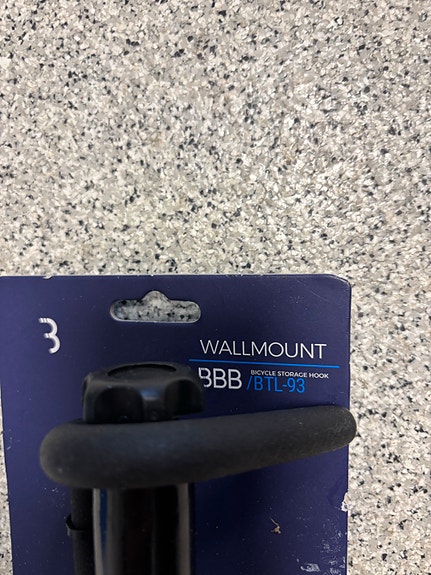 WALLMOUNT
BBB BICYCLE STORAGE HOOK
/BTL-93